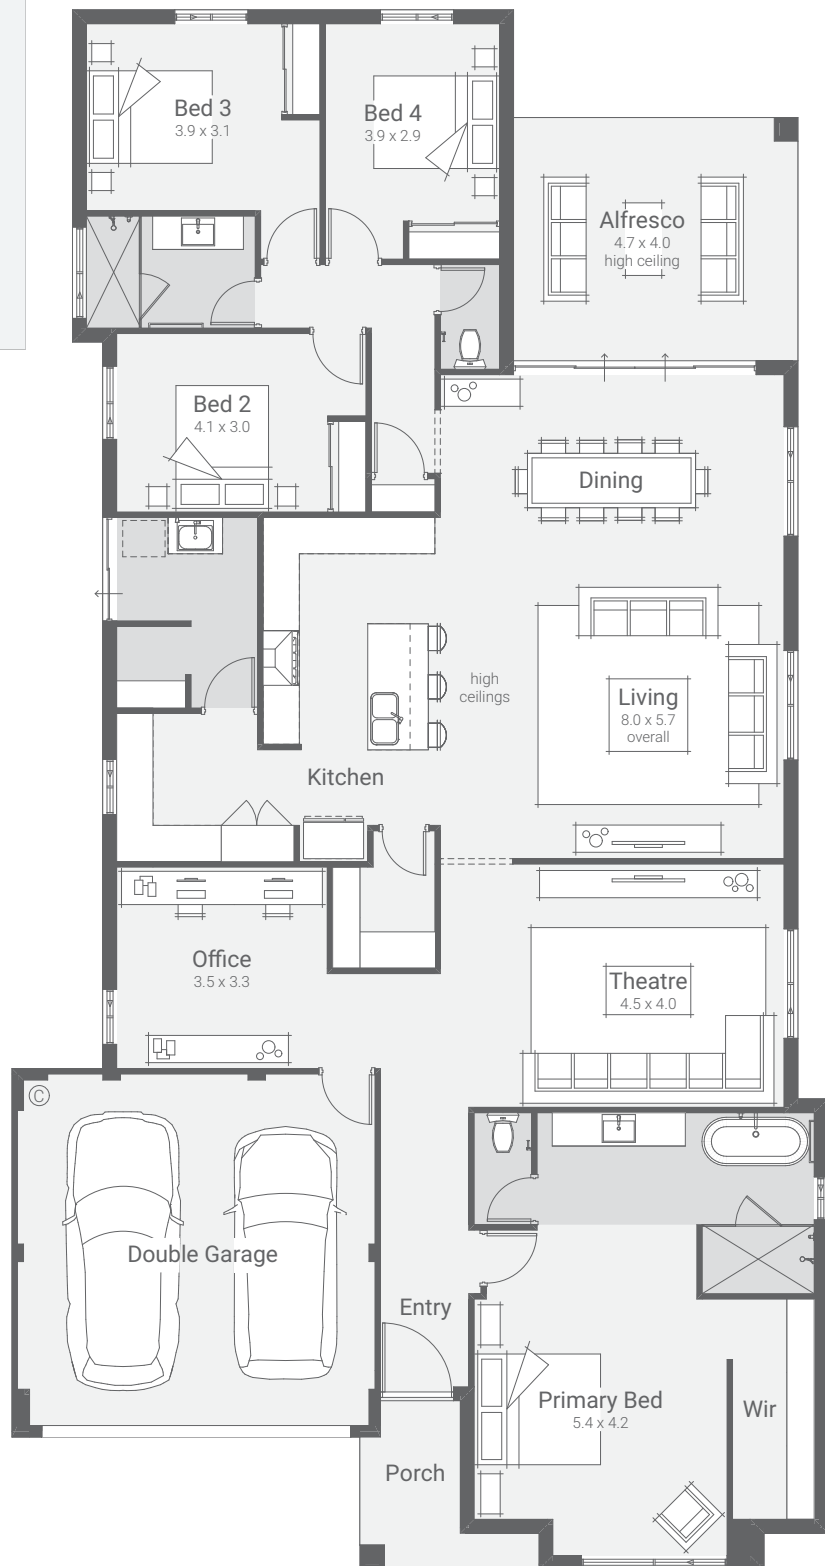 Bed 3
3.9 x 3.1
Bed 4
3.9 x 2.9
Alfresco
4.7 x 4.0
high ceiling
Bed 2
4.1 x 3.0
Dining
high
ceilings
Living
8.0 x 5.7
overall
Kitchen
Office
3.5 x 3.3
Theatre
4.5 x 4.0
C
Double Garage
Entry
Primary Bed
5.4 x 4.2
Wir
Porch